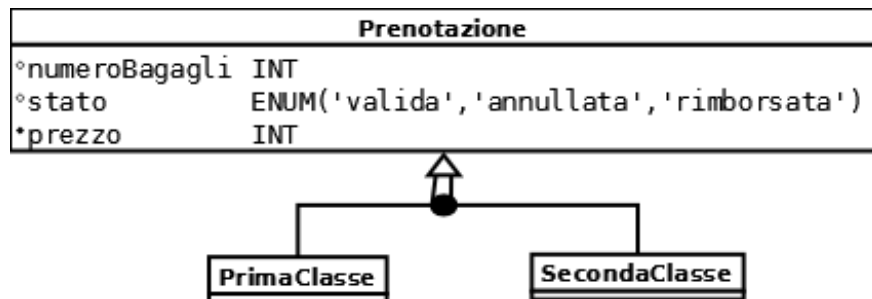 Prenotazione
numeroBagagli INT
stato ENUM('valida','annullata','rimborsata')
prezzo INT
PrimaClasse SecondaClasse